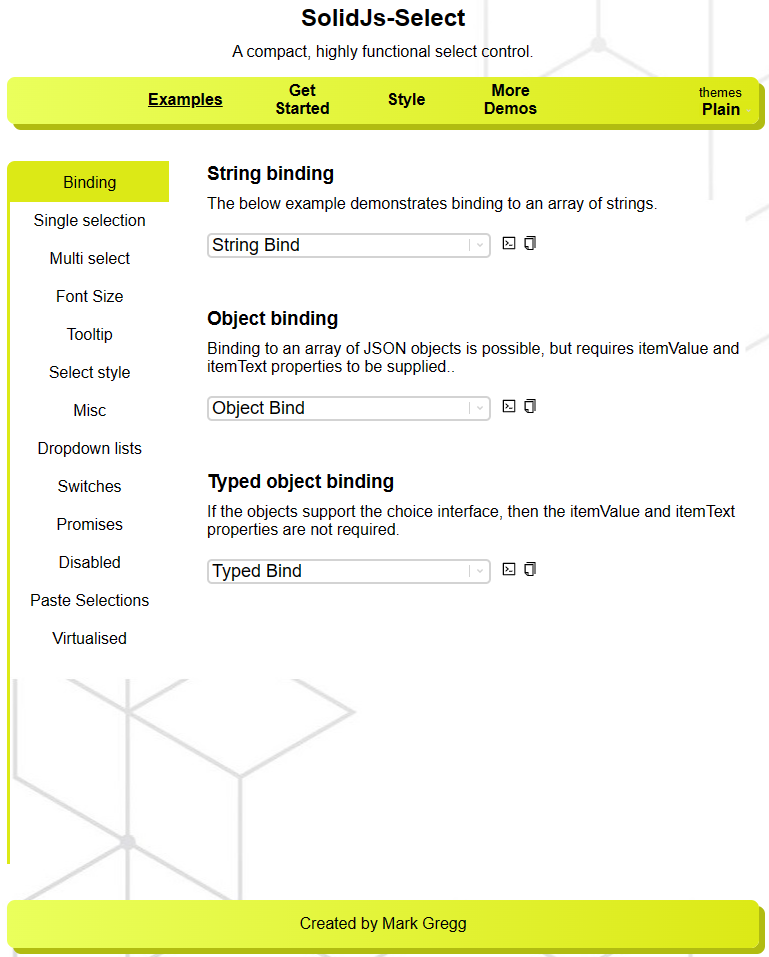 SolidJs-Select
A compact, highly functional select control.
Examples
Get
Started
Style
More
Demos
themes
Plain
Binding
Single selection
Multi select
Font Size
Tooltip
Select style
Misc
Dropdown lists
Switches
Promises
Disabled
Paste Selections
Virtualised
String binding
The below example demonstrates binding to an array of strings.
String Bind
Object binding
Binding to an array of JSON objects is possible, but requires itemValue and
itemText properties to be supplied..
Object Bind
Typed object binding
If the objects support the choice interface, then the itemValue and itemText
properties are not required.
Typed Bind
Created by Mark Gregg